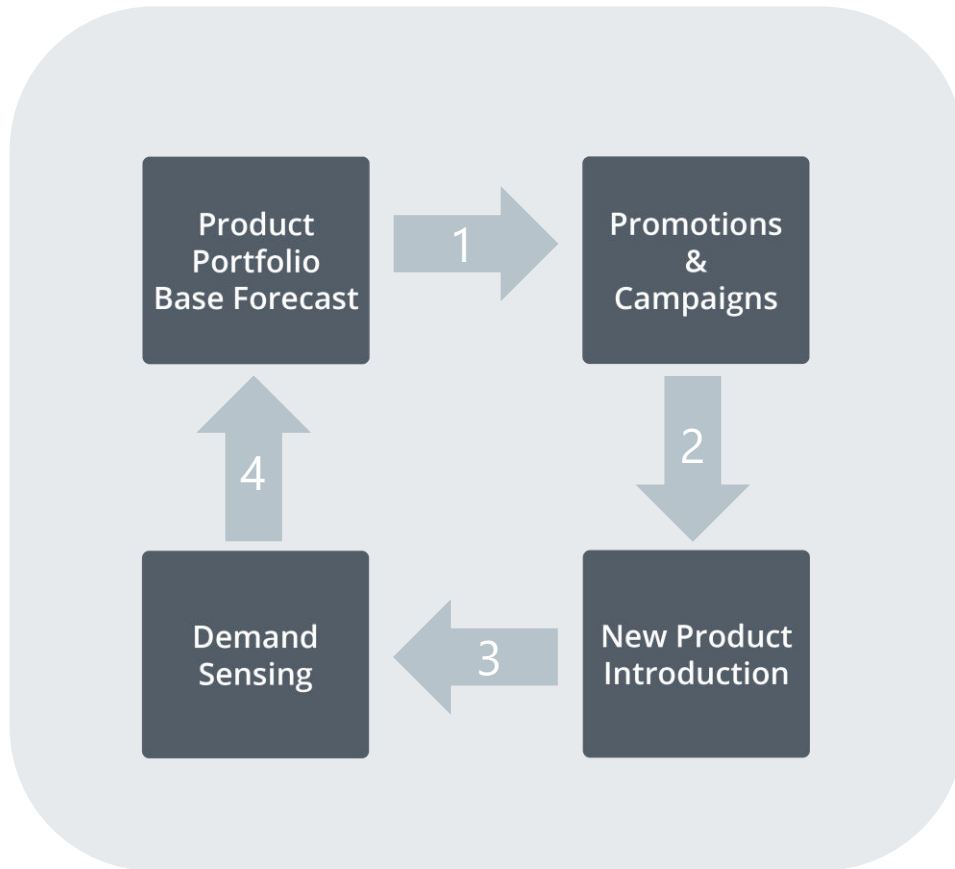 Product
Portfolio
Base Forecast
1
Promotions
&
Campaigns
2
New Product
Introduction
3
Demand
Sensing
4